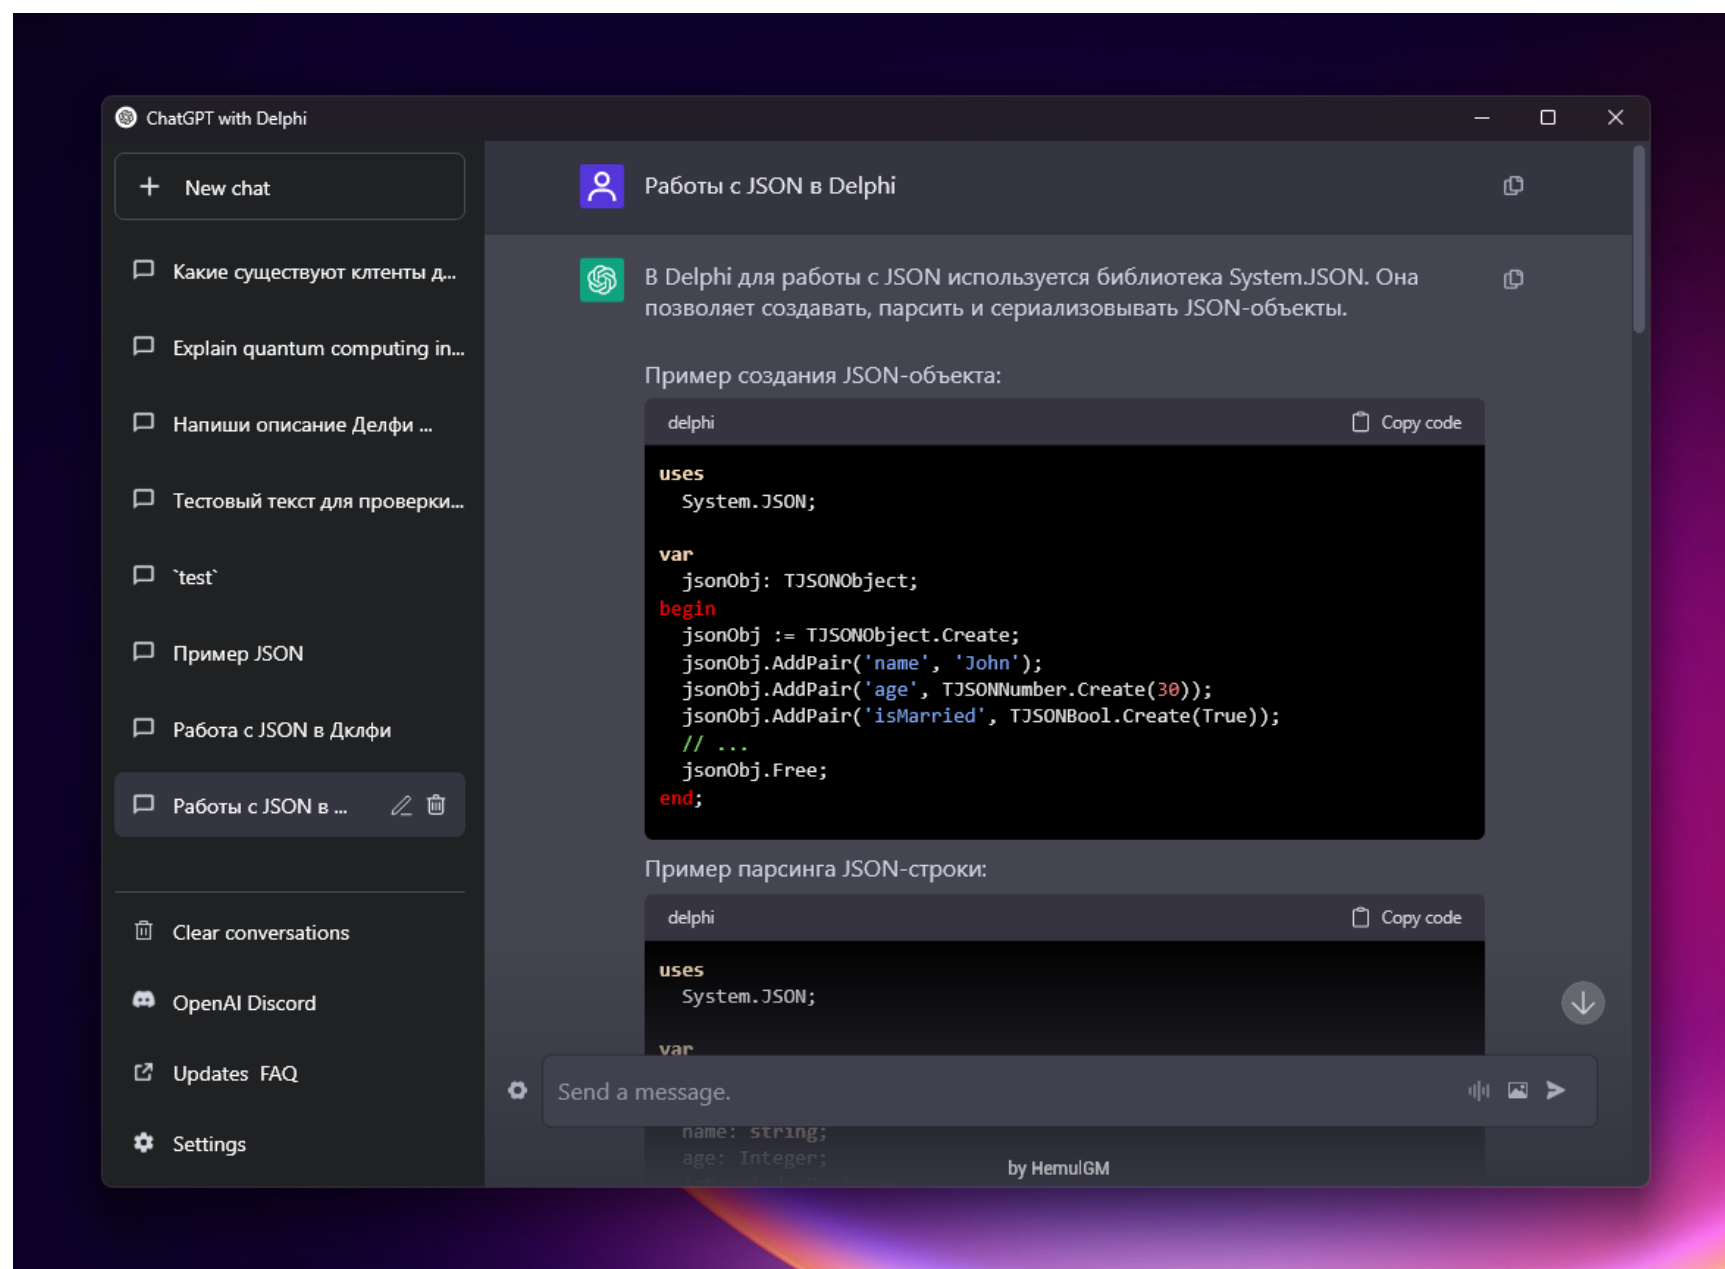 ChatGPT with Delphi
New chat
Какие существуют клтенты д...
Explain quantum computing in...
Напиши описание Делфи ...
Тестовый текст для проверки...
`test`
Пример JSON
Работа с JSON в Дклфи
Работы с JSON в ...
Clear conversations
OpenAI Discord
Updates FAQ
Settings
Работы с JSON в Delphi
В Delphi для работы с JSON используется библиотека System.JSON. Она
позволяет создавать, парсить и сериализовывать JSON-объекты.
Пример создания JSON-объекта:
delphi
Copy code
uses
System.JSON;
var
jsonObj: TJSONObject;
begin
jsonObj := TJSONObject.Create;
jsonObj.AddPair('name', 'John');
jsonObj.AddPair('age', TJSONNumber.Create(30));
jsonObj.AddPair('isMarried', TJSONBool.Create(True));
// ...
jsonObj.Free;
end;
Пример парсинга JSON-строки:
delphi
Copy code
uses
System.JSON;
var
Send a message.
name: string;
age: Integer;
by HemulGM